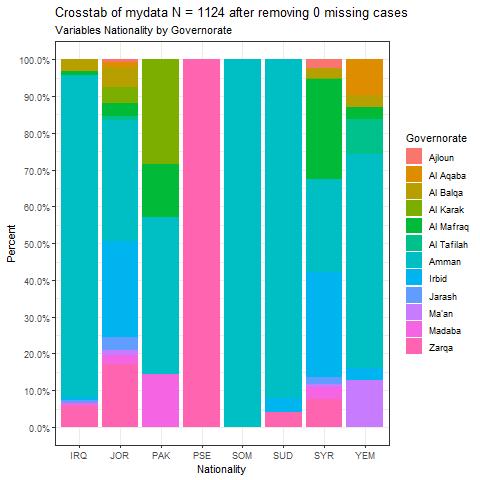 Crosstab of mydata N = 1124 after removing 0 missing cases
Variables Nationality by Governorate
100.0%
90.0%
80.0%
70.0%
60.0%
50.0%
40.0%
30.0%
20.0%
10.0%
0.0%
Percent
IRQ JOR PAK PSE SOM SUD SYR YEM
Nationality
Governorate
Ajloun
Al Aqaba
Al Balqa
Al Karak
Al Mafraq
Al Tafilah
Amman
Irbid
Jarash
Ma'an
Madaba
Zarqa